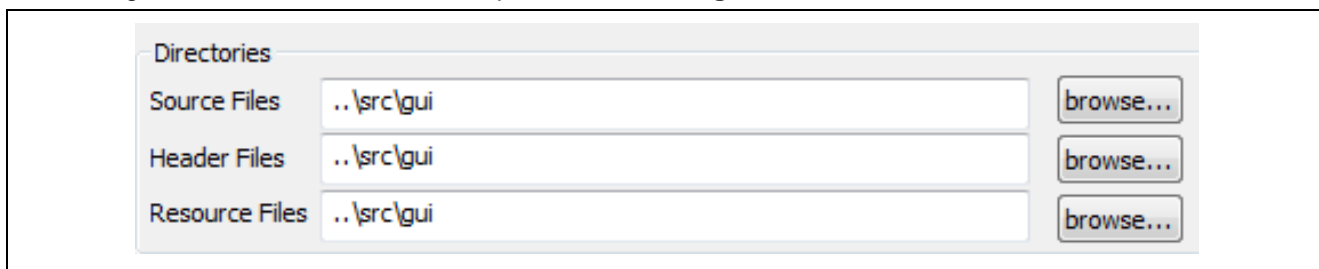 Directories
Source Files ..\src\gui browse...
Header Files ..\src\gui browse...
Resource Files ..\src\gui browse...